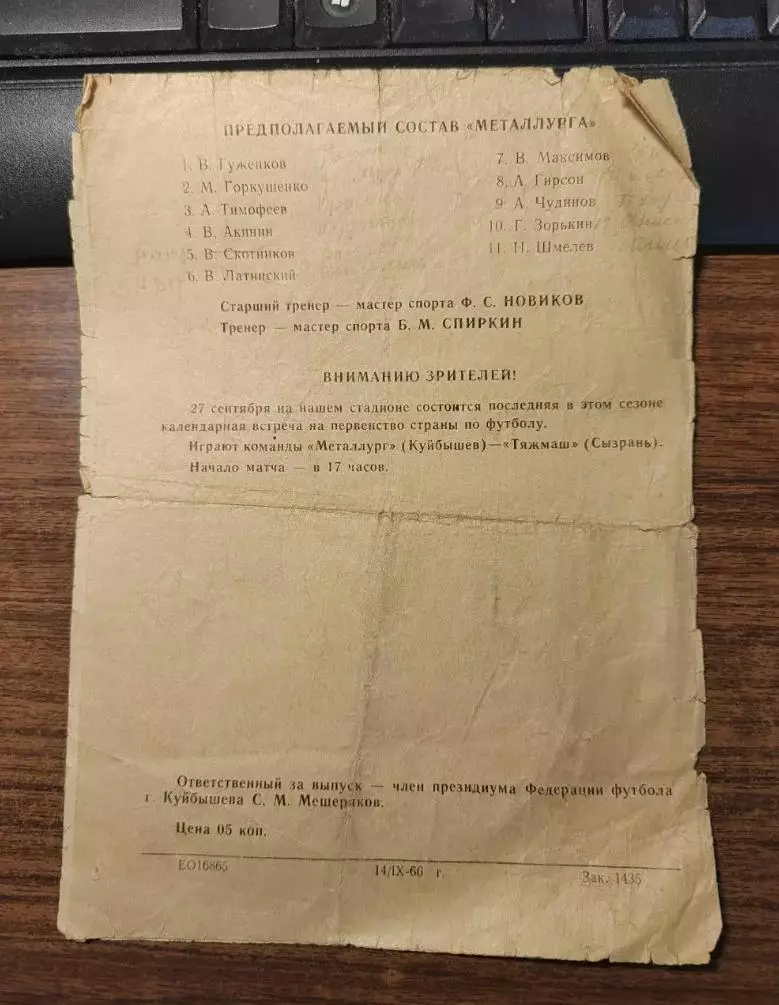 ПРЕДПОЛАГАЕМЫЙ СОСТАВ «МЕТАЛЛУРГА»
1. В. Гуженков
2. М. Горкушенко
3. А. Тимофеев
4. В. Акинин
5. В. Скотников
6. В. Латинский
7. В. Максимов
8. А. Гирсон
9. А. Чудинов
10. Г. Зорькин
11. Н. Шмелев
Старший тренер — мастер спорта Ф. С. НОВИКОВ
Тренер — мастер спорта Б. М. СПИРКИН
ВНИМАНИЮ ЗРИТЕЛЕЙ!
27 сентября на нашем стадионе состоится последняя в этом сезоне
календарная встреча на первенство страны по футболу.
Играют команды «Металлург» (Куйбышев)—«Тяжмаш» (Сызрань).
Начало матча — в 17 часов.
Ответственный за выпуск — член президиума Федерации футбола
г. Куйбышева С. М. Мещеряков.
Цена 05 коп.
ЕО16865 14/IX-66 г. Зак. 1435